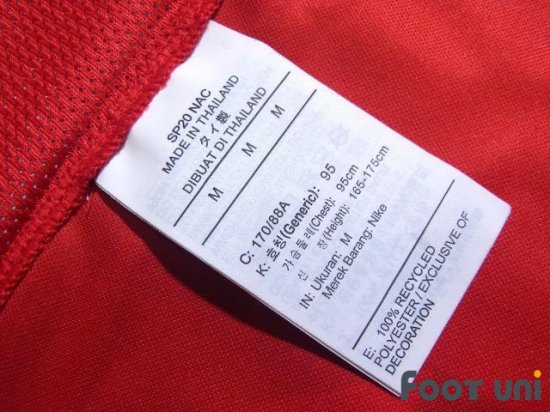 SP20 NAC
MADE IN THAILAND
タイ製
DIBUAT DI THAILAND
M M M M
C: 170/88A
K: 호칭(Generic): 95
가슴둘레(Chest): 95cm
신 장(Height): 165-175cm
IN: Ukuran: M
Merek Barang: Nike
E: 100% RECYCLED
POLYESTER / EXCLUSIVE OF
DECORATION
FOOT UNI